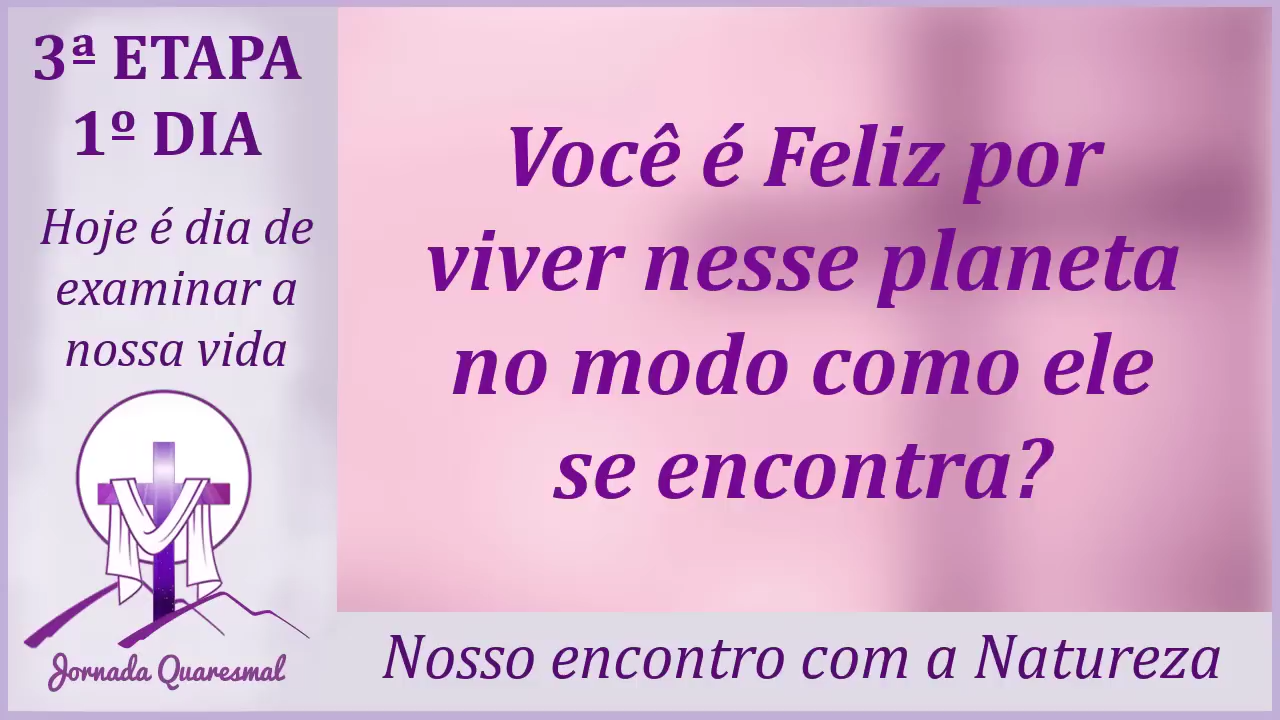 3ª ETAPA
1º DIA
Hoje é dia de
examinar a
nossa vida
Jornada Quaresmal
Você é Feliz por
viver nesse planeta
no modo como ele
se encontra?
Nosso encontro com a Natureza